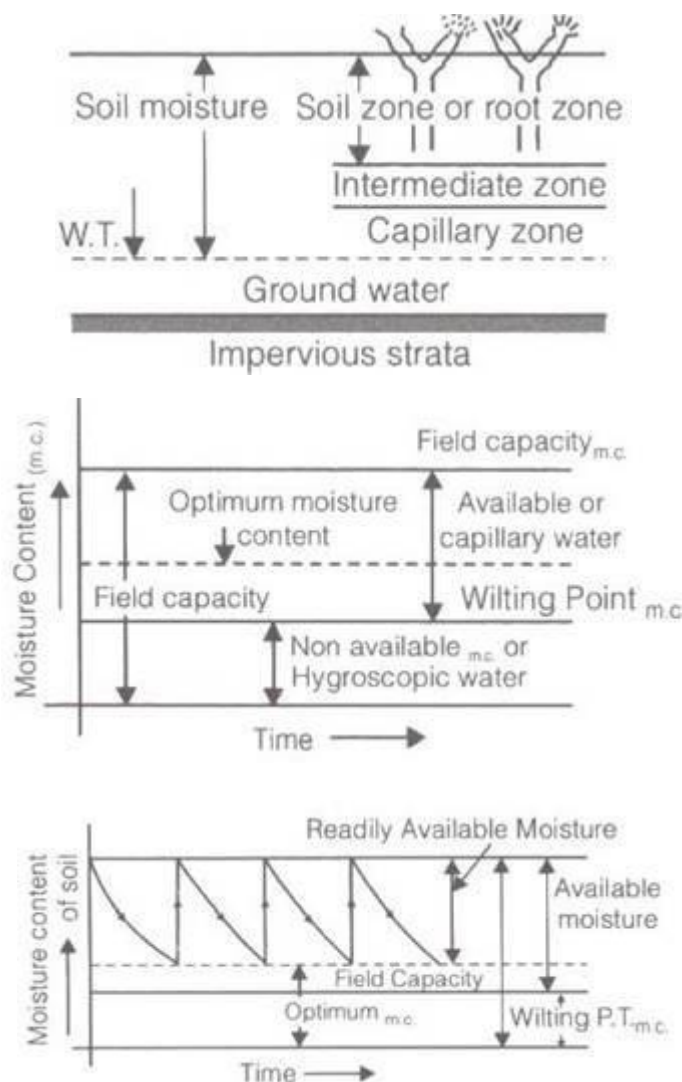 Soil moisture
Soil zone or root zone
Intermediate zone
W.T.
Capillary zone
Ground water
Impervious strata
Moisture Content (m.c.)
Field capacity m.c.
Optimum moisture
content
Available or
capillary water
Field capacity
Wilting Point m.c
Non available m.c. or
Hygroscopic water
Time
Readily Available Moisture
Moisture content
of soil
Available
moisture
Field Capacity
Optimum m.c.
Wilting P.T. m.c.
Time